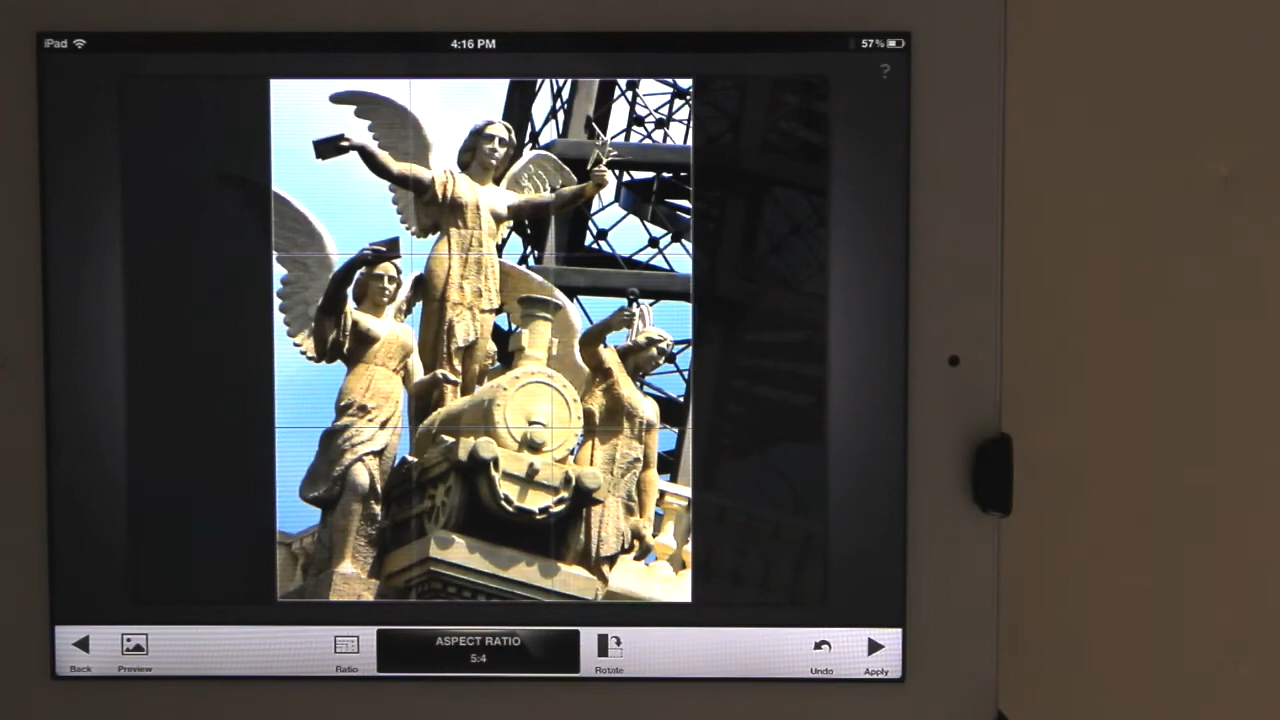 iPad 4:16 PM 57%
?
ASPECT RATIO
5:4
Back Preview Ratio Rotate Undo Apply